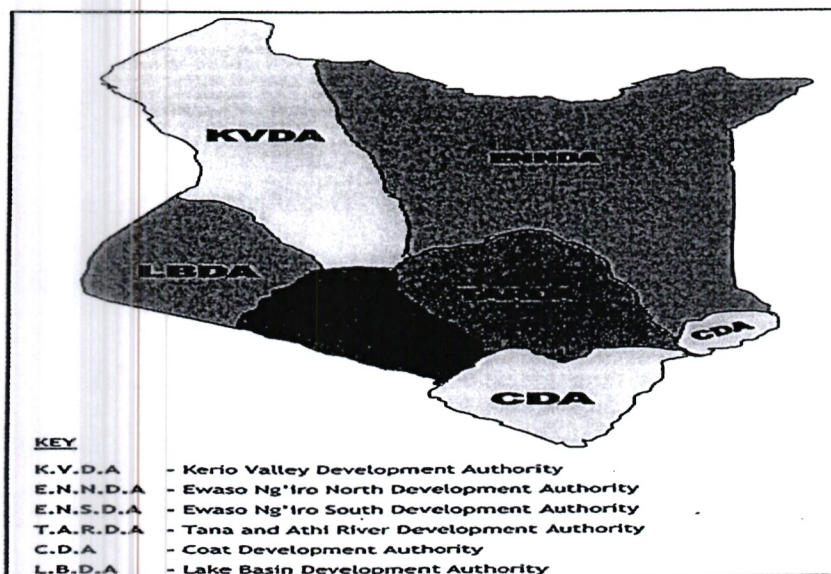 KVDA
ENNDA
LBDA
CDA
CDA
KEY
K.V.D.A - Kerio Valley Development Authority
E.N.N.D.A - Ewaso Ng'iro North Development Authority
E.N.S.D.A - Ewaso Ng'iro South Development Authority
T.A.R.D.A - Tana and Athi River Development Authority
C.D.A - Coat Development Authority
L.B.D.A - Lake Basin Development Authority